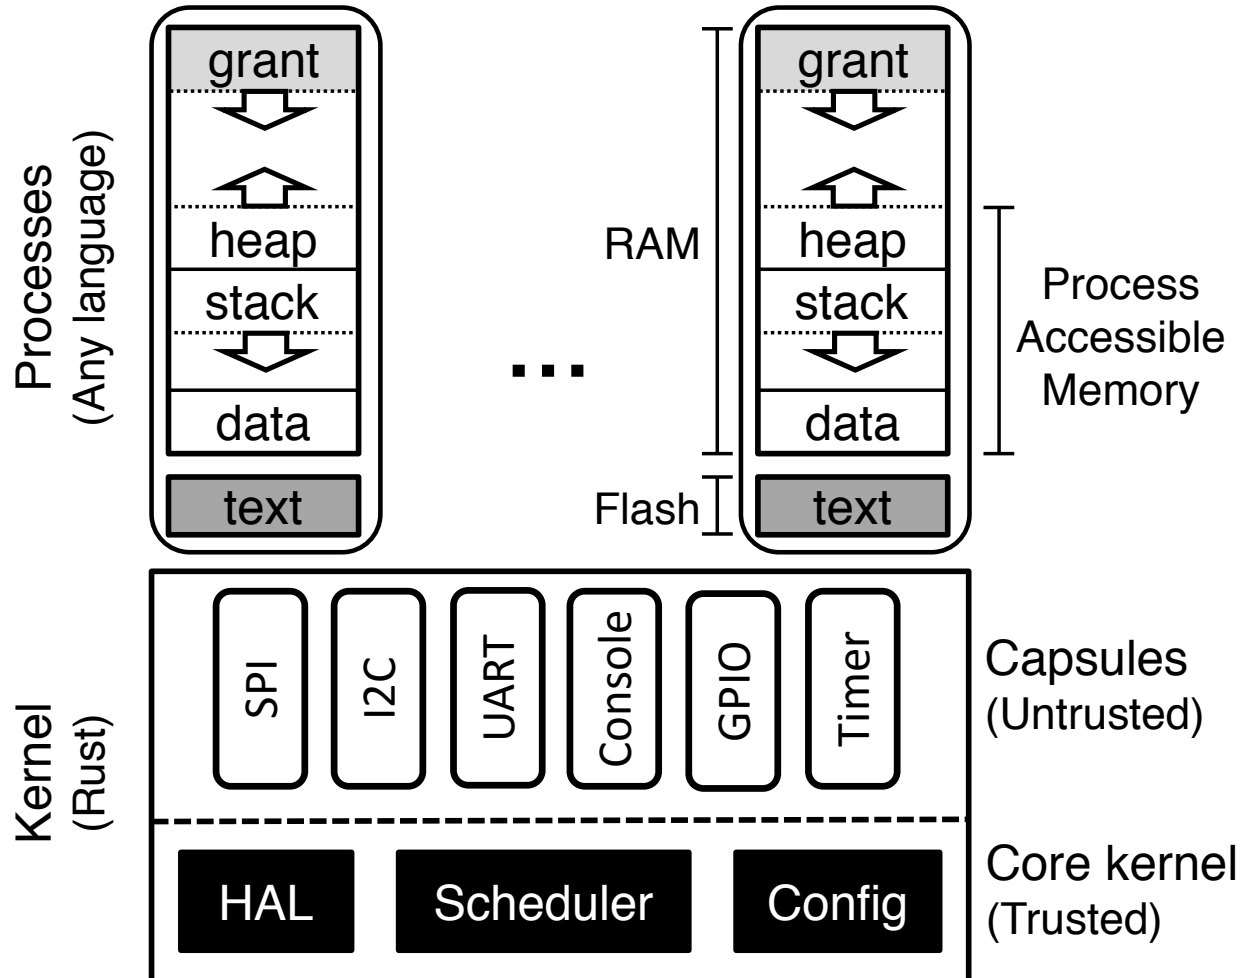 Processes
(Any language)
grant
heap
stack
data
text
...
RAM
Flash
grant
heap
stack
data
text
Process
Accessible
Memory
Kernel
(Rust)
SPI
I2C
UART
Console
GPIO
Timer
Capsules
(Untrusted)
HAL
Scheduler
Config
Core kernel
(Trusted)